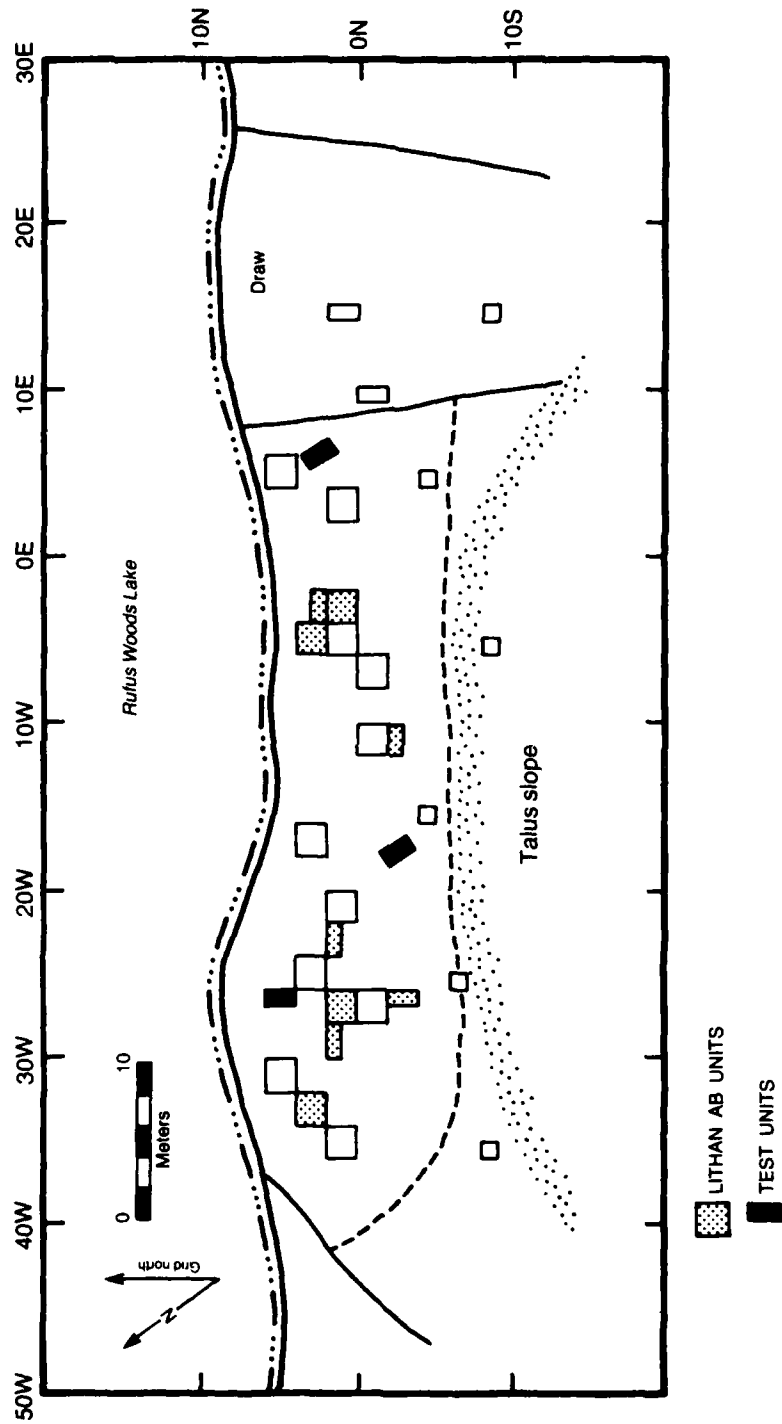 50W
40W
30W
20W
10W
0E
10E
20E
30E
10N
0N
10S
N
Grid north
0
10
Meters
Rufus Woods Lake
Draw
Talus slope
LITHAN AB UNITS
TEST UNITS